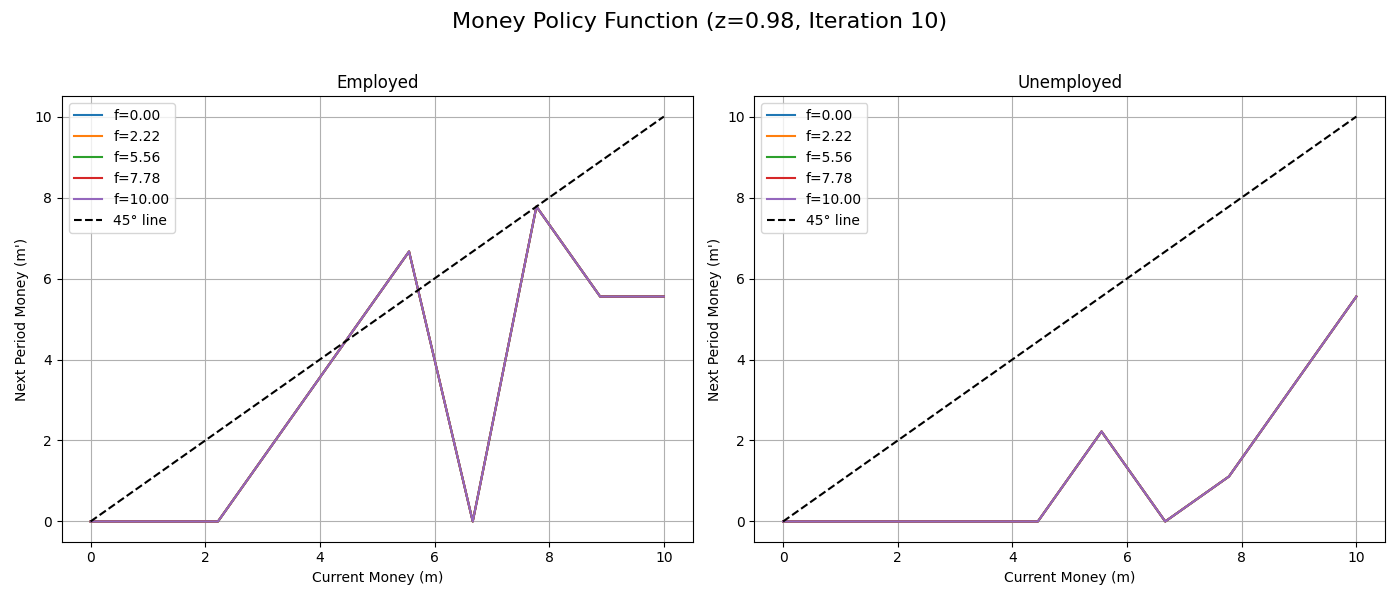 Money Policy Function (z=0.98, Iteration 10)
Employed
f=0.00
f=2.22
f=5.56
f=7.78
f=10.00
45° line
10
8
6
4
2
0
Next Period Money (m')
0 2 4 6 8 10
Current Money (m)
Unemployed
f=0.00
f=2.22
f=5.56
f=7.78
f=10.00
45° line
10
8
6
4
2
0
Next Period Money (m')
0 2 4 6 8 10
Current Money (m)